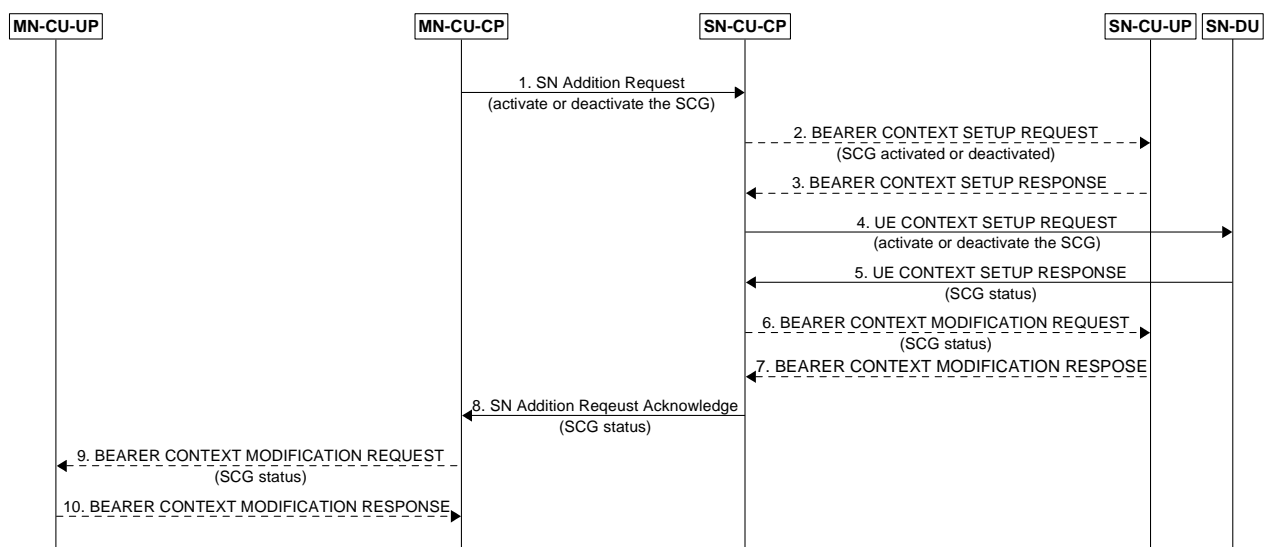 MN-CU-UP MN-CU-CP SN-CU-CP SN-CU-UP SN-DU
1. SN Addition Request
(activate or deactivate the SCG)
2. BEARER CONTEXT SETUP REQUEST
(SCG activated or deactivated)
3. BEARER CONTEXT SETUP RESPONSE
4. UE CONTEXT SETUP REQUEST
(activate or deactivate the SCG)
5. UE CONTEXT SETUP RESPONSE
(SCG status)
6. BEARER CONTEXT MODIFICATION REQUEST
(SCG status)
7. BEARER CONTEXT MODIFICATION RESPOSE
8. SN Addition Reqeust Acknowledge
(SCG status)
9. BEARER CONTEXT MODIFICATION REQUEST
(SCG status)
10. BEARER CONTEXT MODIFICATION RESPONSE